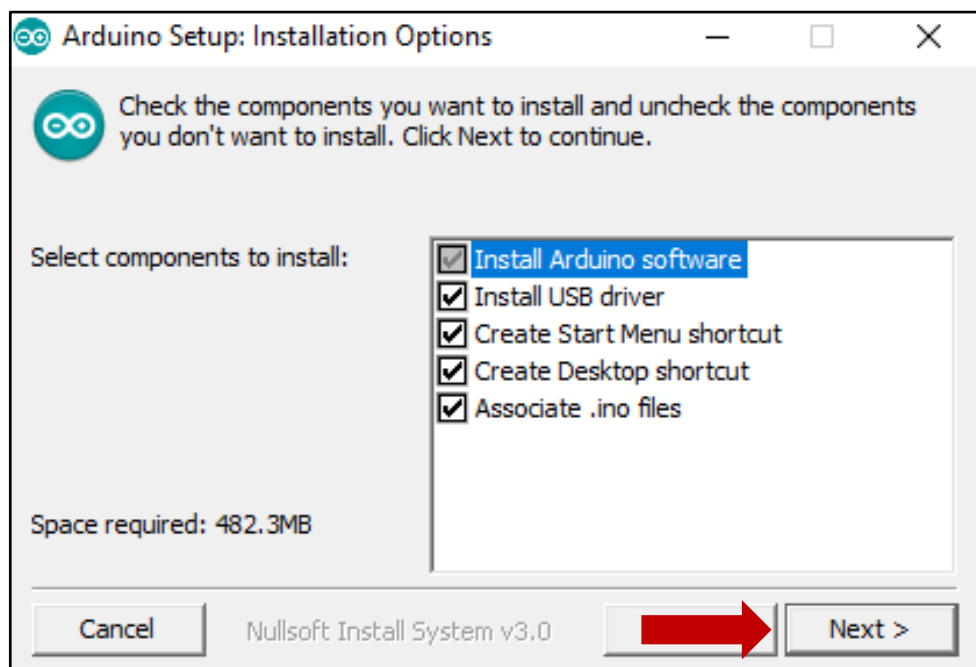 Arduino Setup: Installation Options
Check the components you want to install and uncheck the components
you don't want to install. Click Next to continue.
Select components to install:
Install Arduino software
Install USB driver
Create Start Menu shortcut
Create Desktop shortcut
Associate .ino files
Space required: 482.3MB
Cancel
Nullsoft Install System v3.0
Next >